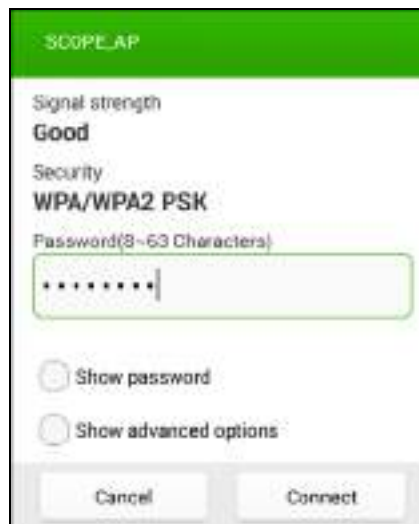 SCOPE_AP
Signal strength
Good
Security
WPA/WPA2 PSK
Password(8~63 Characters)
••••••••
Show password
Show advanced options
Cancel
Connect